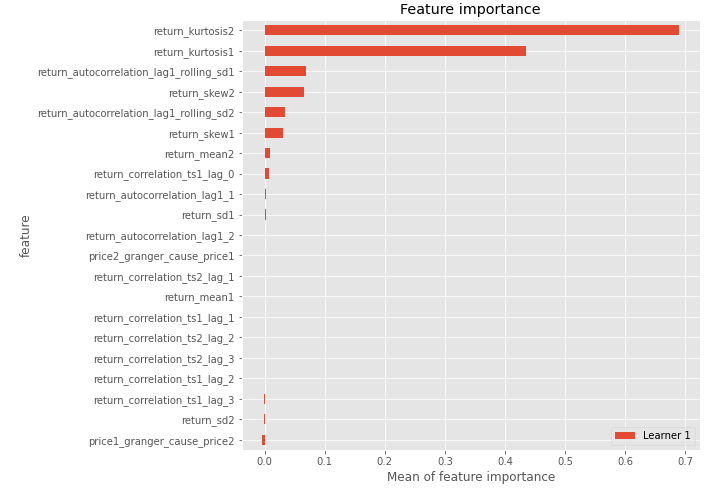 Feature importance
return_kurtosis2
return_kurtosis1
return_autocorrelation_lag1_rolling_sd1
return_skew2
return_autocorrelation_lag1_rolling_sd2
return_skew1
return_mean2
return_correlation_ts1_lag_0
return_autocorrelation_lag1_1
return_sd1
return_autocorrelation_lag1_2
price2_granger_cause_price1
return_correlation_ts2_lag_1
return_mean1
return_correlation_ts1_lag_1
return_correlation_ts2_lag_2
return_correlation_ts2_lag_3
return_correlation_ts1_lag_2
return_correlation_ts1_lag_3
return_sd2
price1_granger_cause_price2
feature
Learner 1
0.0 0.1 0.2 0.3 0.4 0.5 0.6 0.7
Mean of feature importance